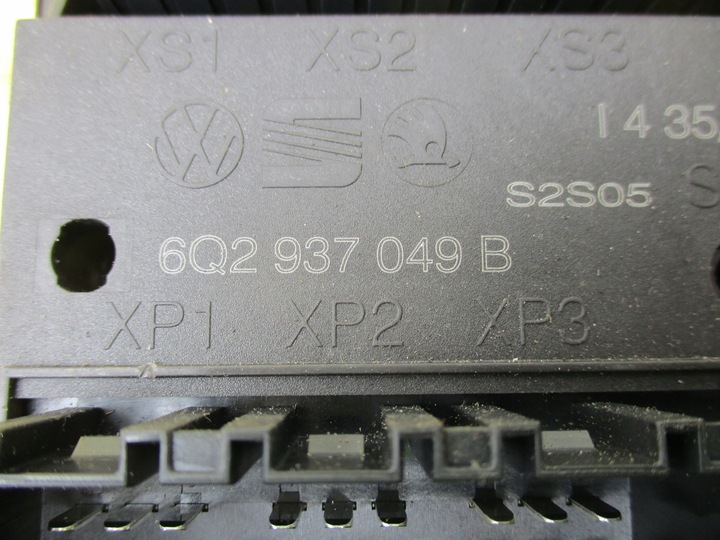 XS1 XS2 XS3
I 4 35
S2S05 S
6Q2 937 049 B
XP1 XP2 XP3